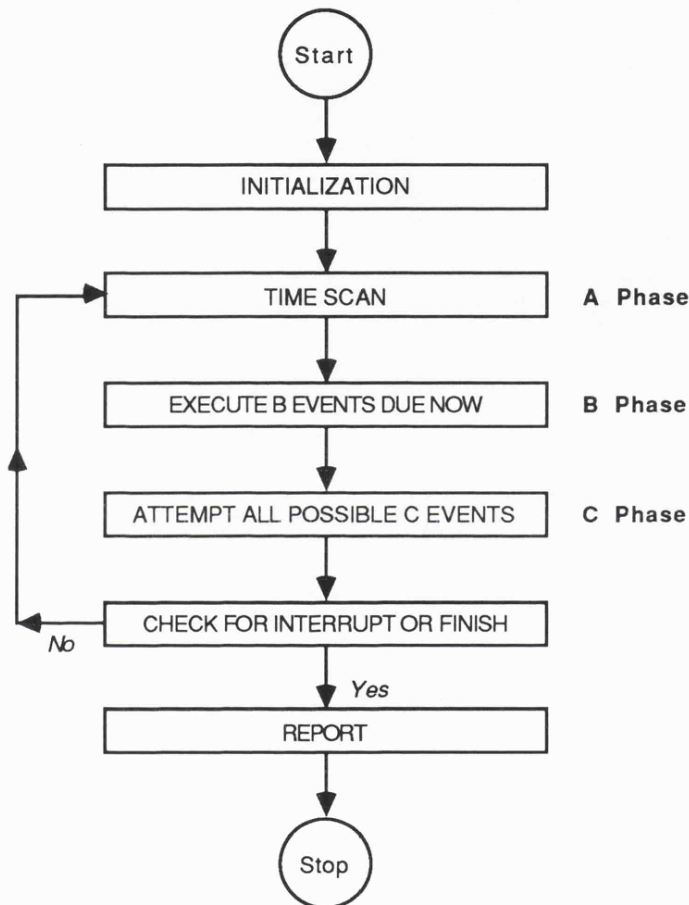 Start
INITIALIZATION
TIME SCAN
A Phase
EXECUTE B EVENTS DUE NOW
B Phase
ATTEMPT ALL POSSIBLE C EVENTS
C Phase
CHECK FOR INTERRUPT OR FINISH
No
Yes
REPORT
Stop